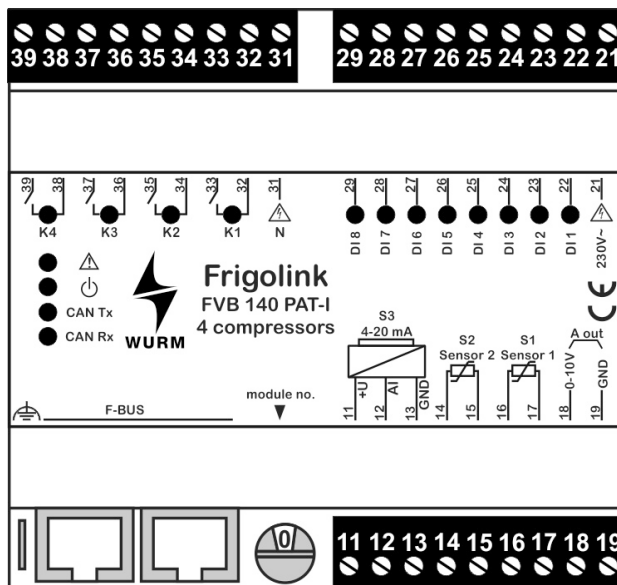 39 38 37 36 35 34 33 32 31
29 28 27 26 25 24 23 22 21
39 38 37 36 35 34 33 32 31
29 28 27 26 25 24 23 22 21
K4 K3 K2 K1 N
DI 8 DI 7 DI 6 DI 5 DI 4 DI 3 DI 2 DI 1 230V~
CAN Tx
CAN Rx
WURM
Frigolink
FVB 140 PAT-I
4 compressors
CE
S3
4-20 mA
S2
Sensor 2
S1
Sensor 1
A out
+U AI GND
0-10V GND
11 12 13 14 15 16 17 18 19
F-BUS
module no.
0
11 12 13 14 15 16 17 18 19